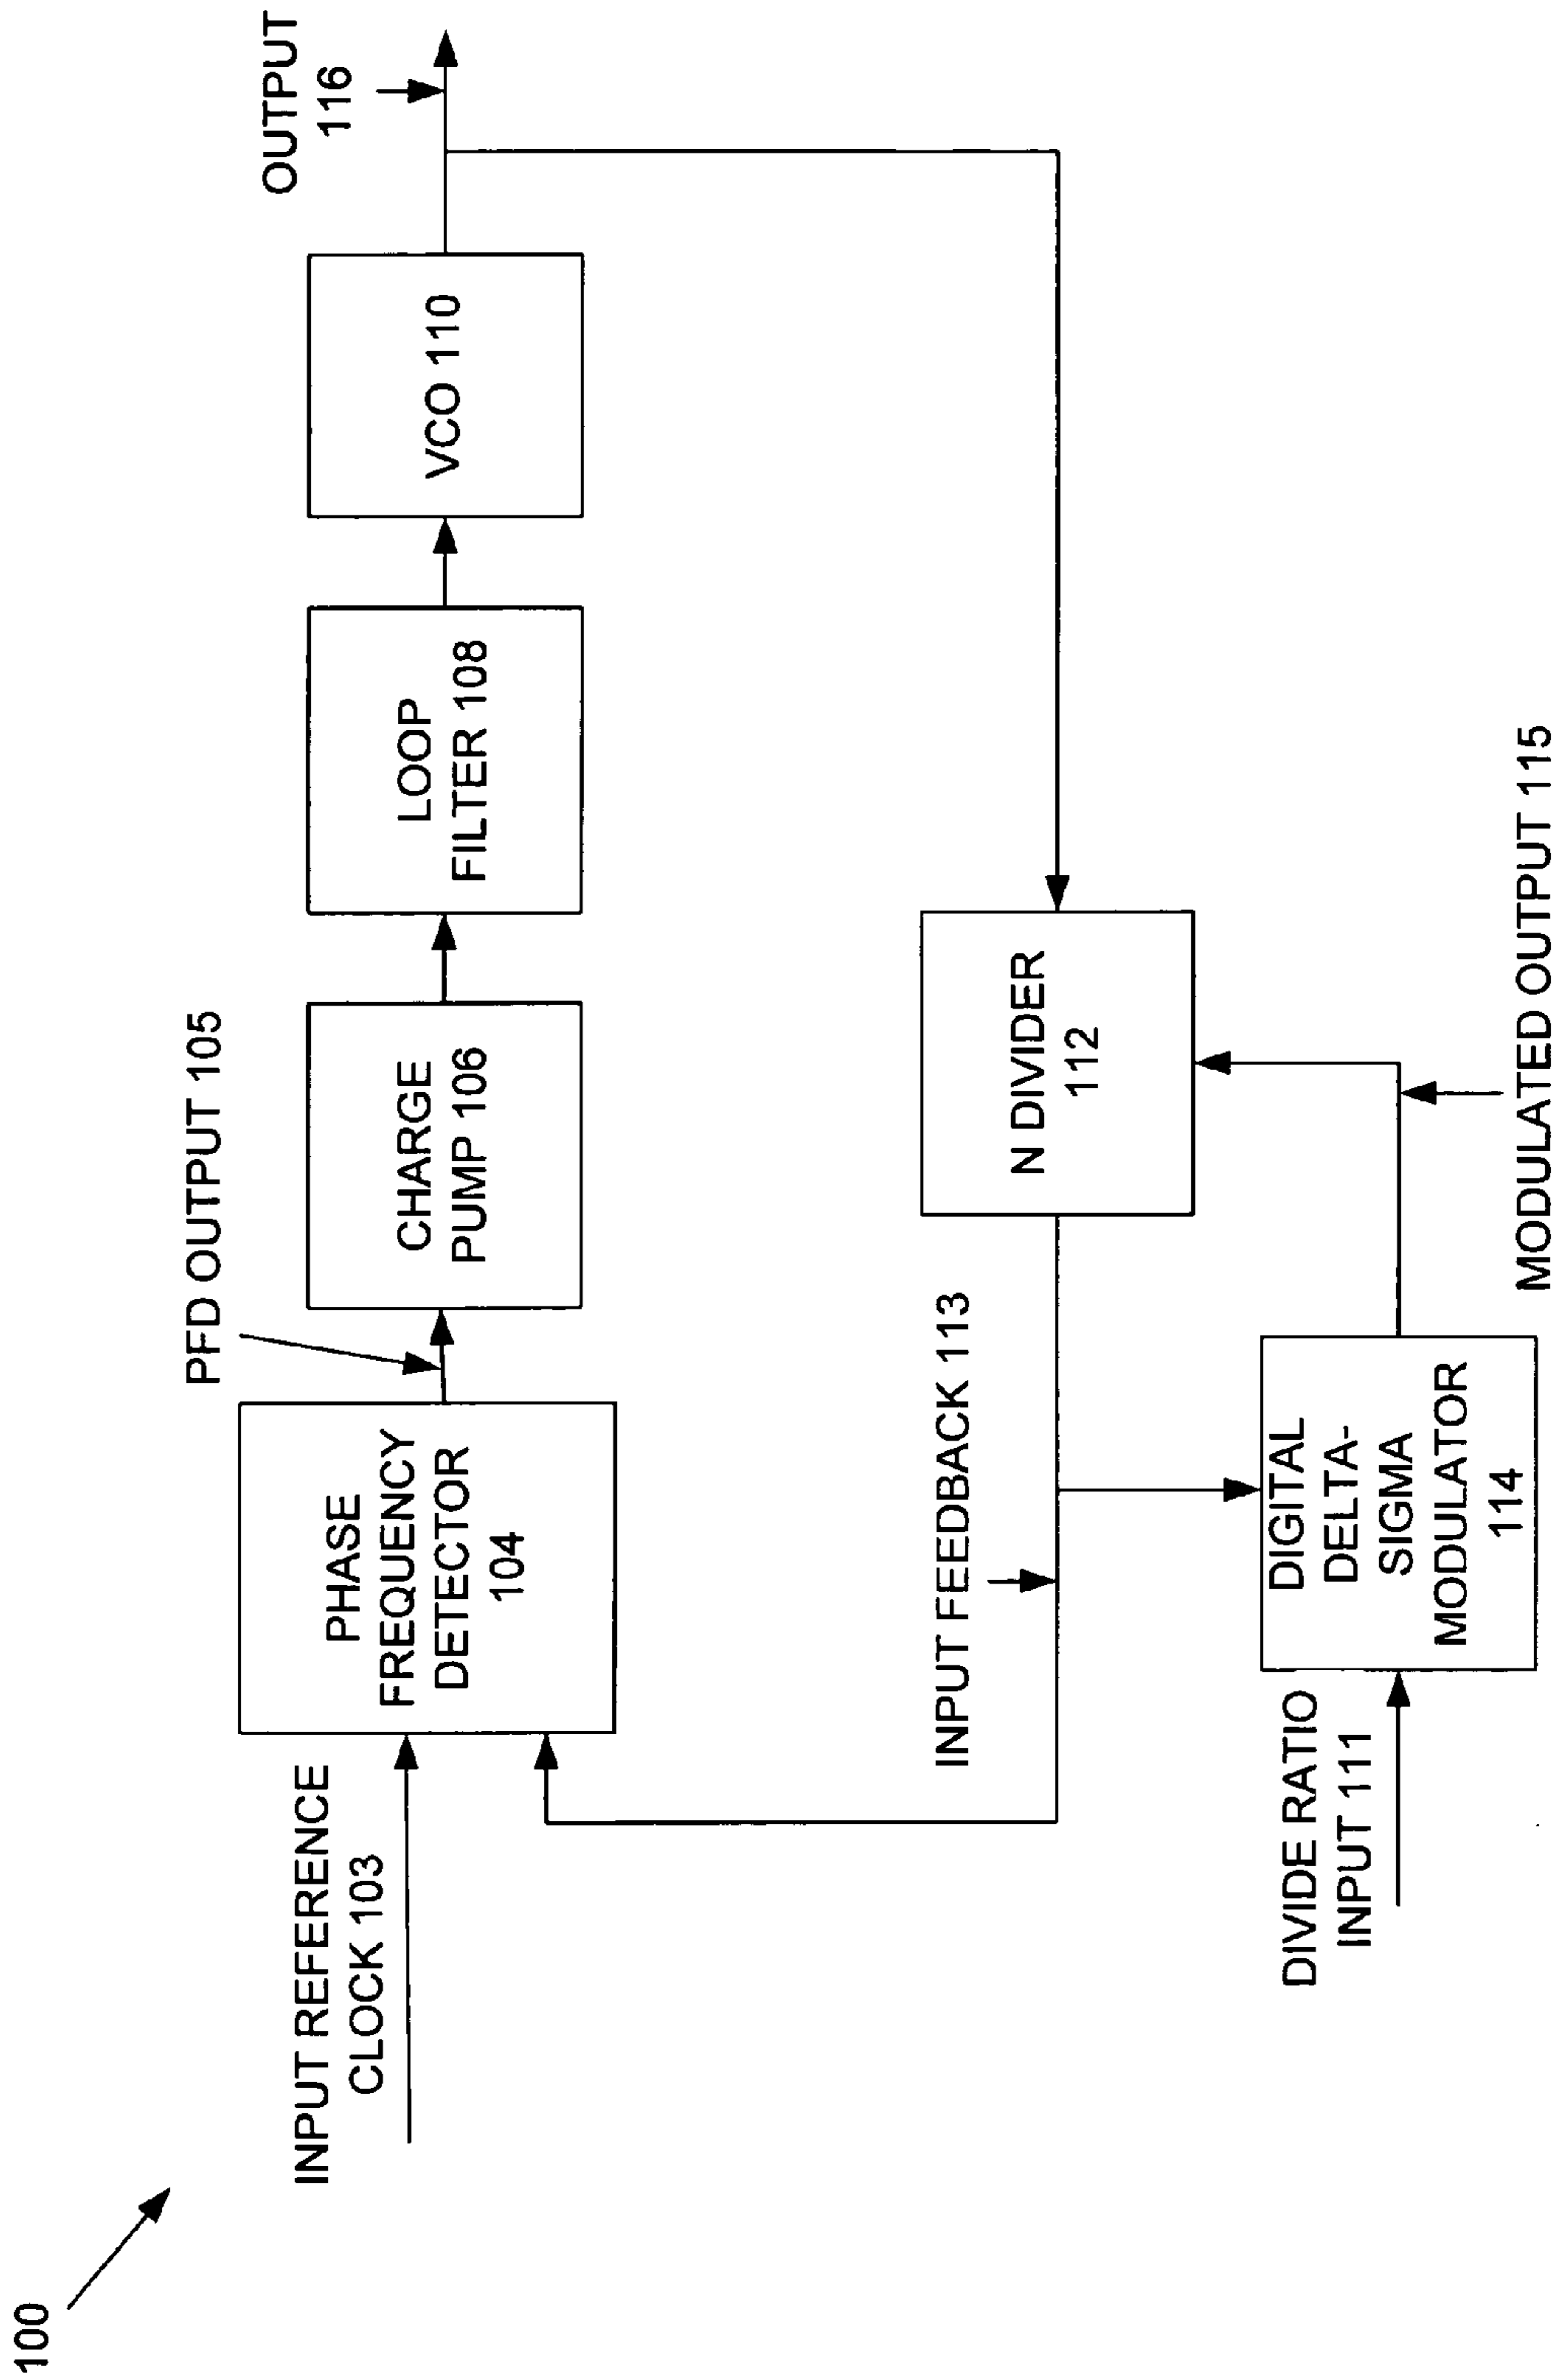 100
INPUT REFERENCE
CLOCK 103
PHASE
FREQUENCY
DETECTOR
104
PFD OUTPUT 105
CHARGE
PUMP 106
LOOP
FILTER 108
VCO 110
OUTPUT
116
INPUT FEEDBACK 113
N DIVIDER
112
DIVIDE RATIO
INPUT 111
DIGITAL
DELTA-
SIGMA
MODULATOR
114
MODULATED OUTPUT 115